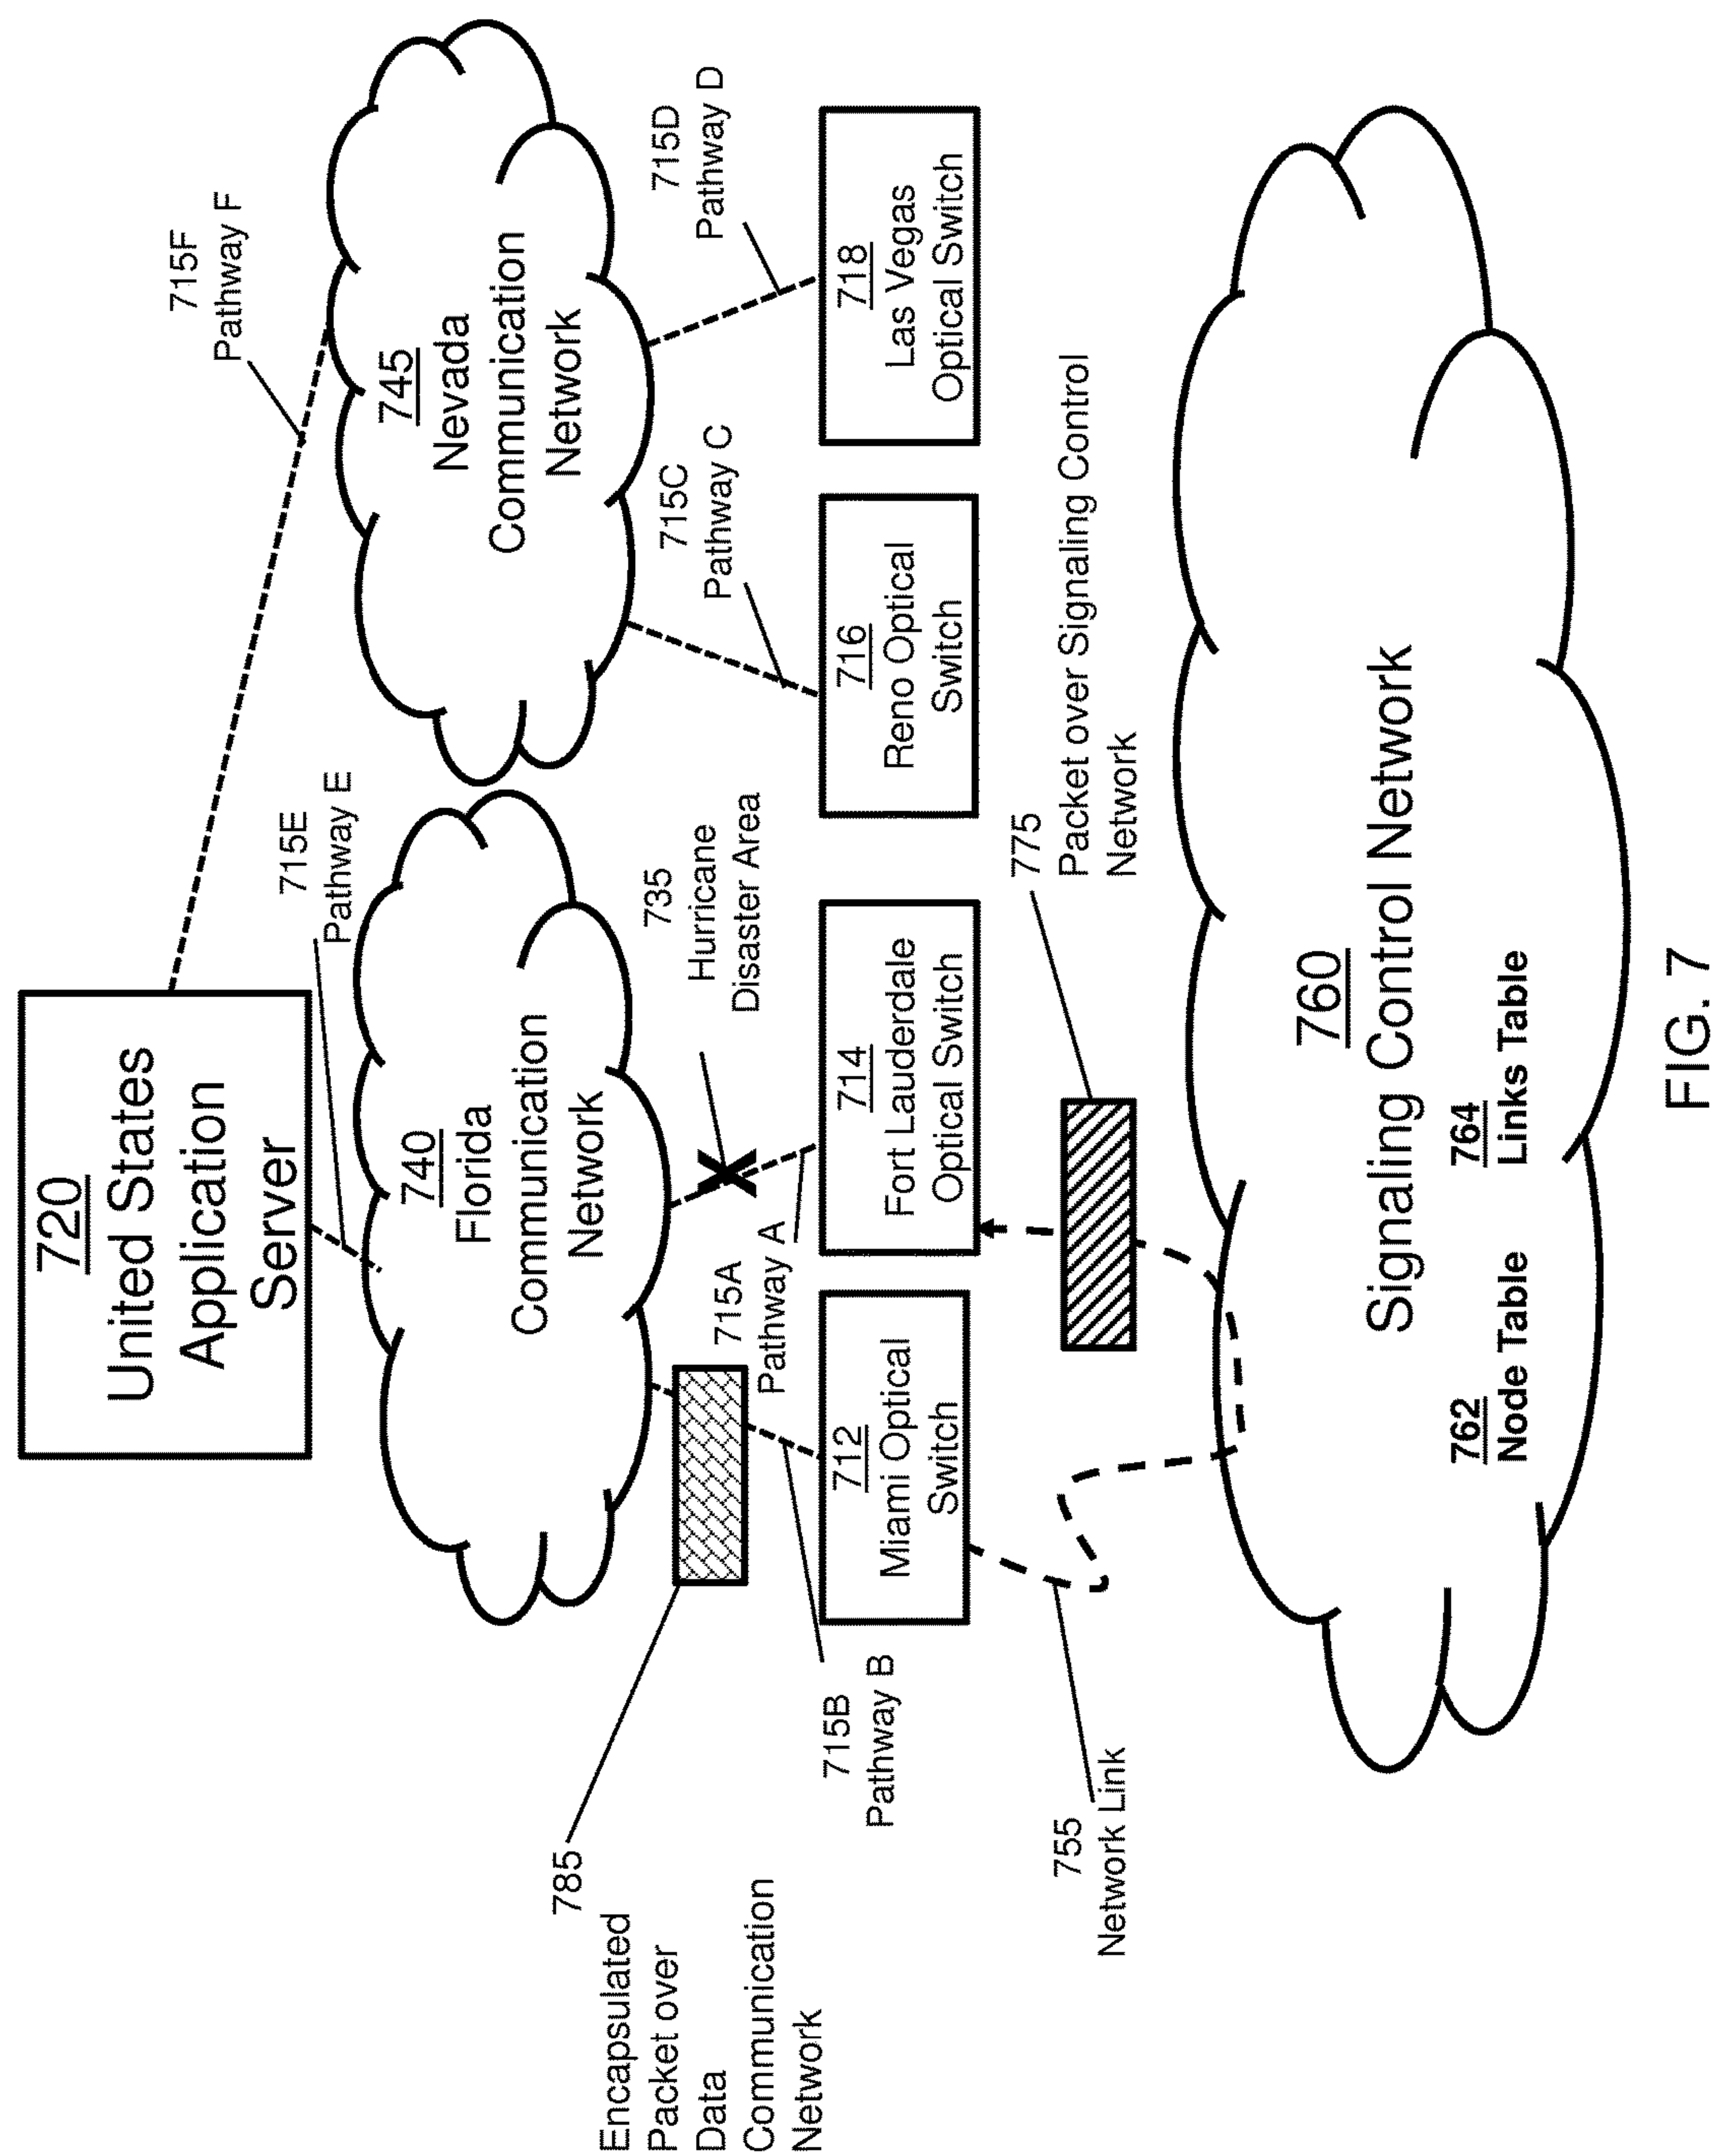 720
United States
Application
Server
715F
Pathway F
715E
Pathway E
740
Florida
Communication
Network
745
Nevada
Communication
Network
785
Encapsulated
Packet over
Data
Communication
Network
715A
Pathway A
735
Hurricane
Disaster Area
715C
Pathway C
715D
Pathway D
715B
Pathway B
712
Miami Optical
Switch
714
Fort Lauderdale
Optical Switch
716
Reno Optical
Switch
718
Las Vegas
Optical Switch
755
Network Link
775
Packet over Signaling Control
Network
760
Signaling Control Network
762
Node Table
764
Links Table
FIG. 7